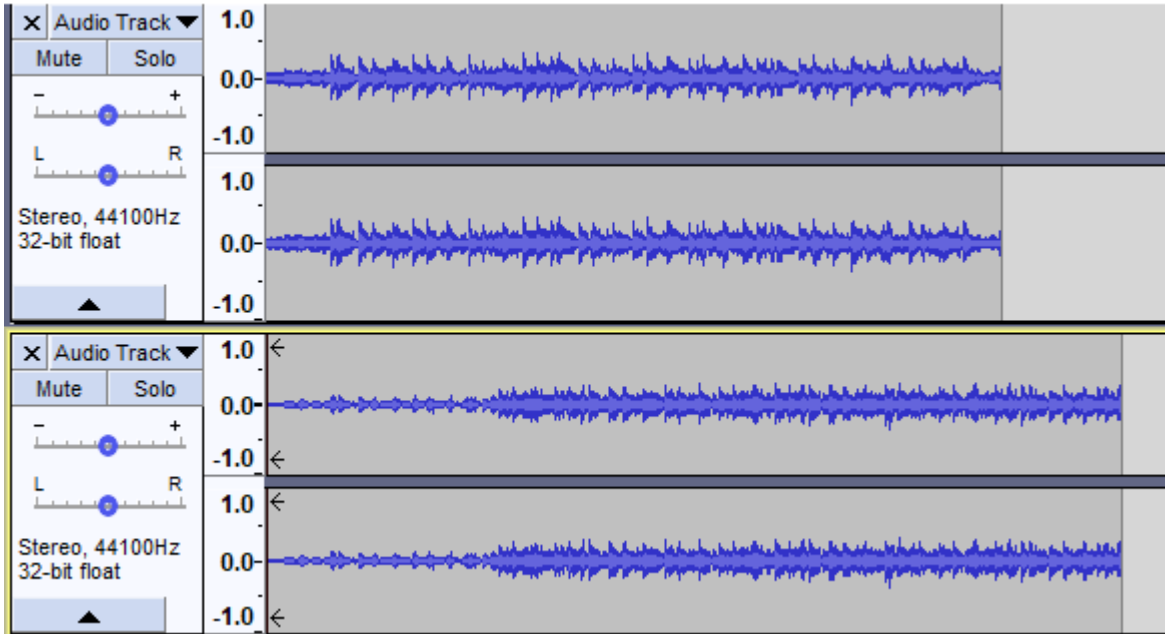 X Audio Track ▼ 1.0
Mute Solo
0.0-
- +
-1.0
L R
1.0
Stereo, 44100Hz
32-bit float
0.0-
-1.0
X Audio Track ▼ 1.0
Mute Solo
0.0-
- +
-1.0
L R
1.0
Stereo, 44100Hz
32-bit float
0.0-
-1.0